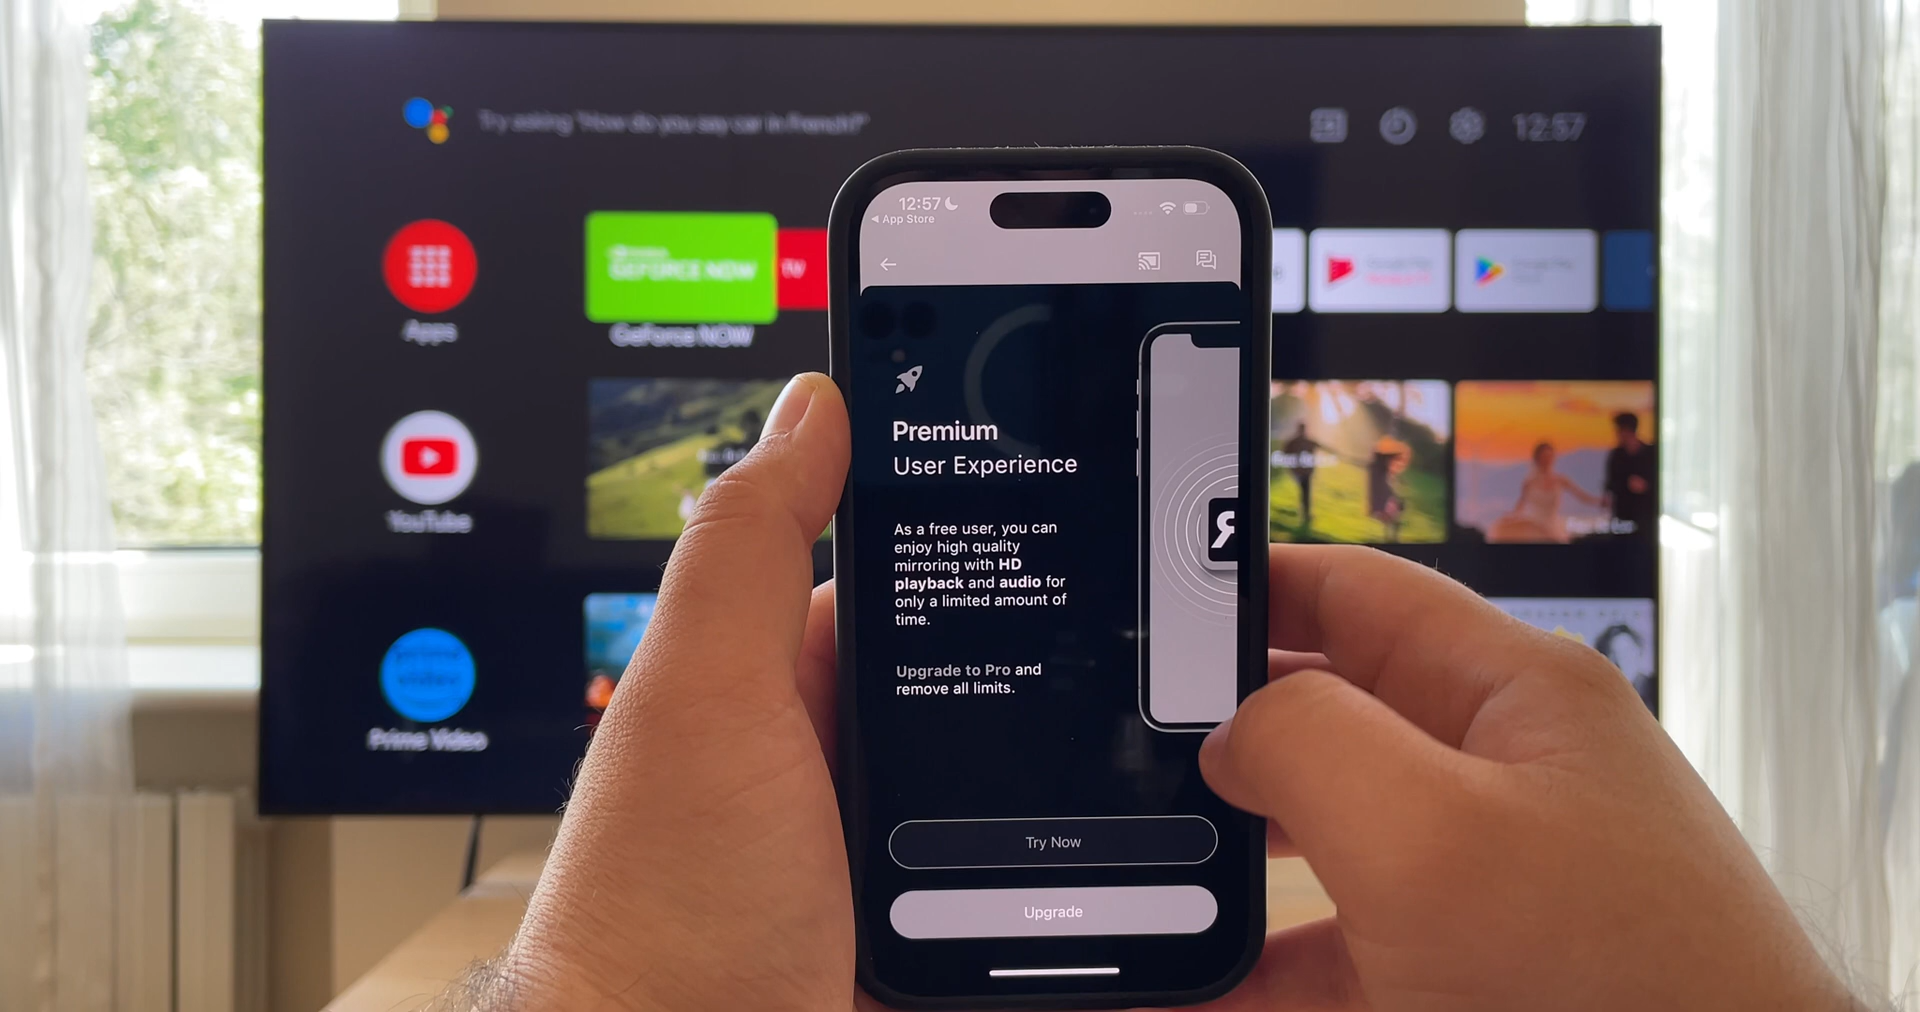 Try asking "How do you say car in French?"
12:57
GEFORCE NOW
TV
Apps
GeForce NOW
YouTube
prime video
Prime Video
12:57
◀ App Store
Premium
User Experience
As a free user, you can
enjoy high quality
mirroring with HD
playback and audio for
only a limited amount of
time.
Upgrade to Pro and
remove all limits.
Try Now
Upgrade